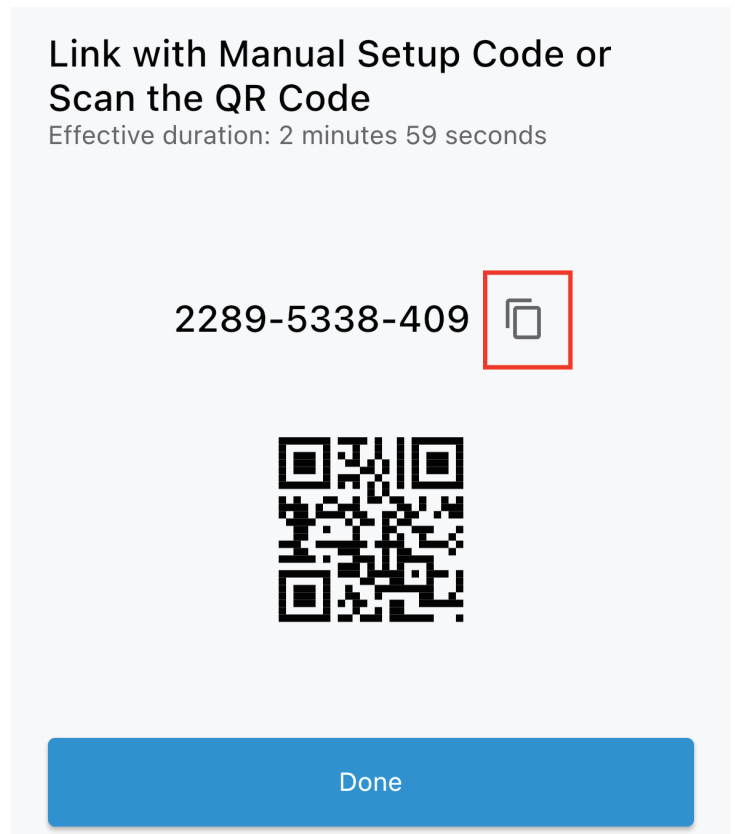 Link with Manual Setup Code or
Scan the QR Code
Effective duration: 2 minutes 59 seconds
2289-5338-409
Done